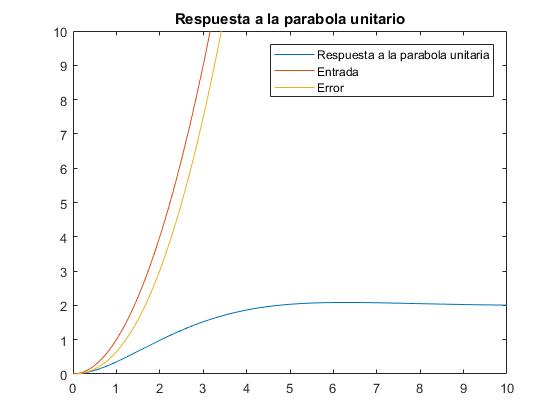 Respuesta a la parabola unitario
10
9
8
7
6
5
4
3
2
1
0
Respuesta a la parabola unitaria
Entrada
Error
0 1 2 3 4 5 6 7 8 9 10